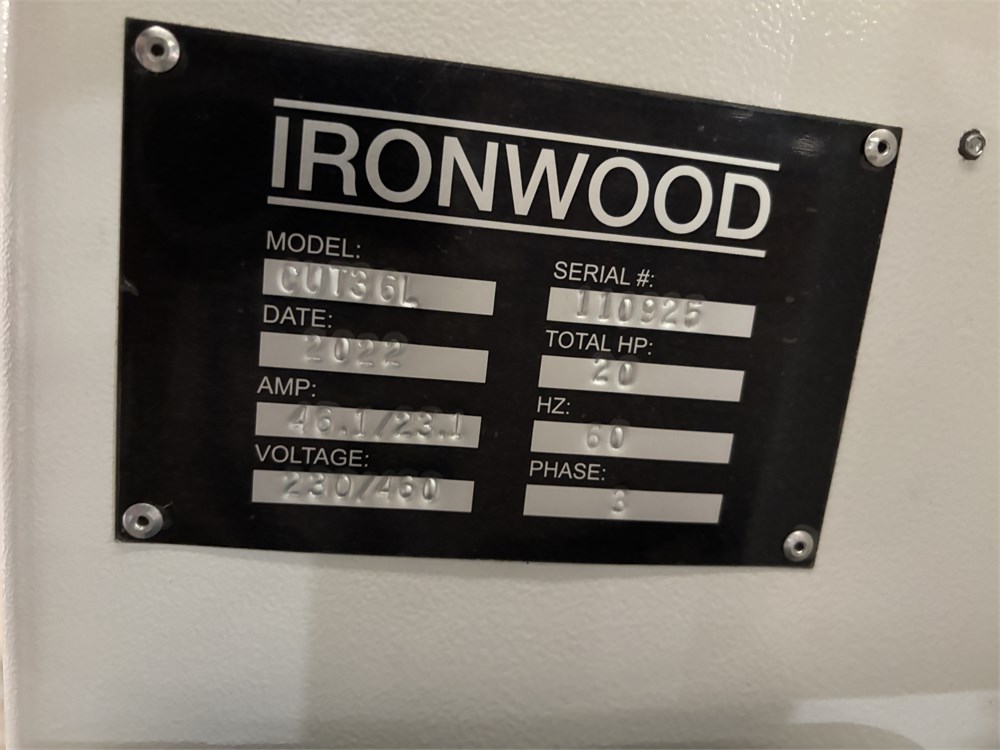 IRONWOOD
MODEL:
CUT36L
SERIAL #:
110925
DATE:
2022
TOTAL HP:
20
AMP:
46.1/23.1
HZ:
60
VOLTAGE:
230/460
PHASE:
3